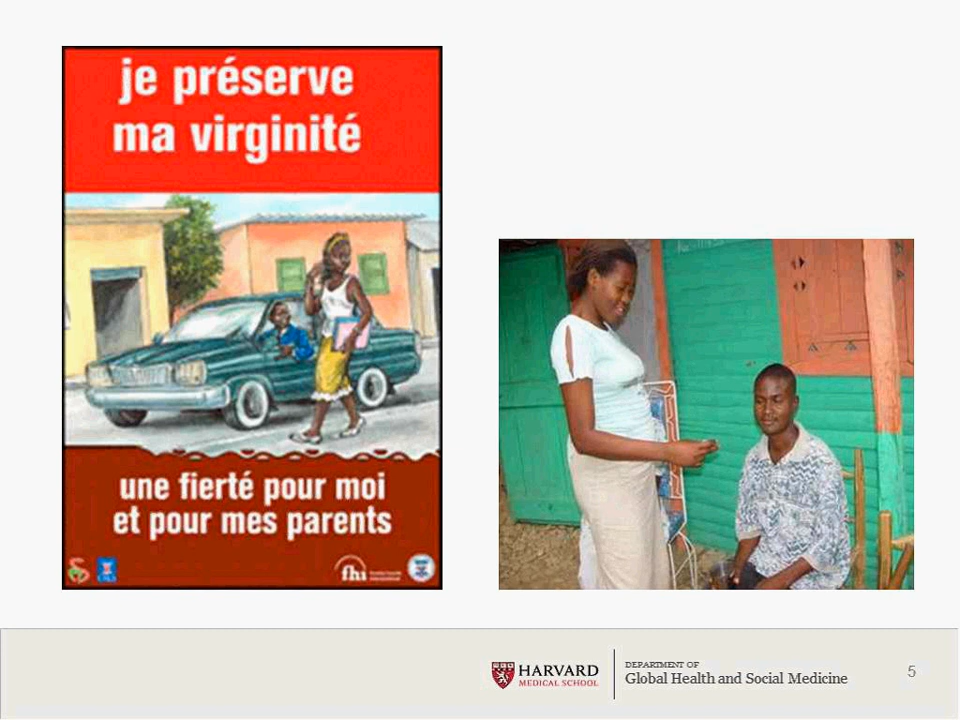 je préserve
ma virginité
une fierté pour moi
et pour mes parents
fhi
HARVARD
MEDICAL SCHOOL
DEPARTMENT OF
Global Health and Social Medicine
5